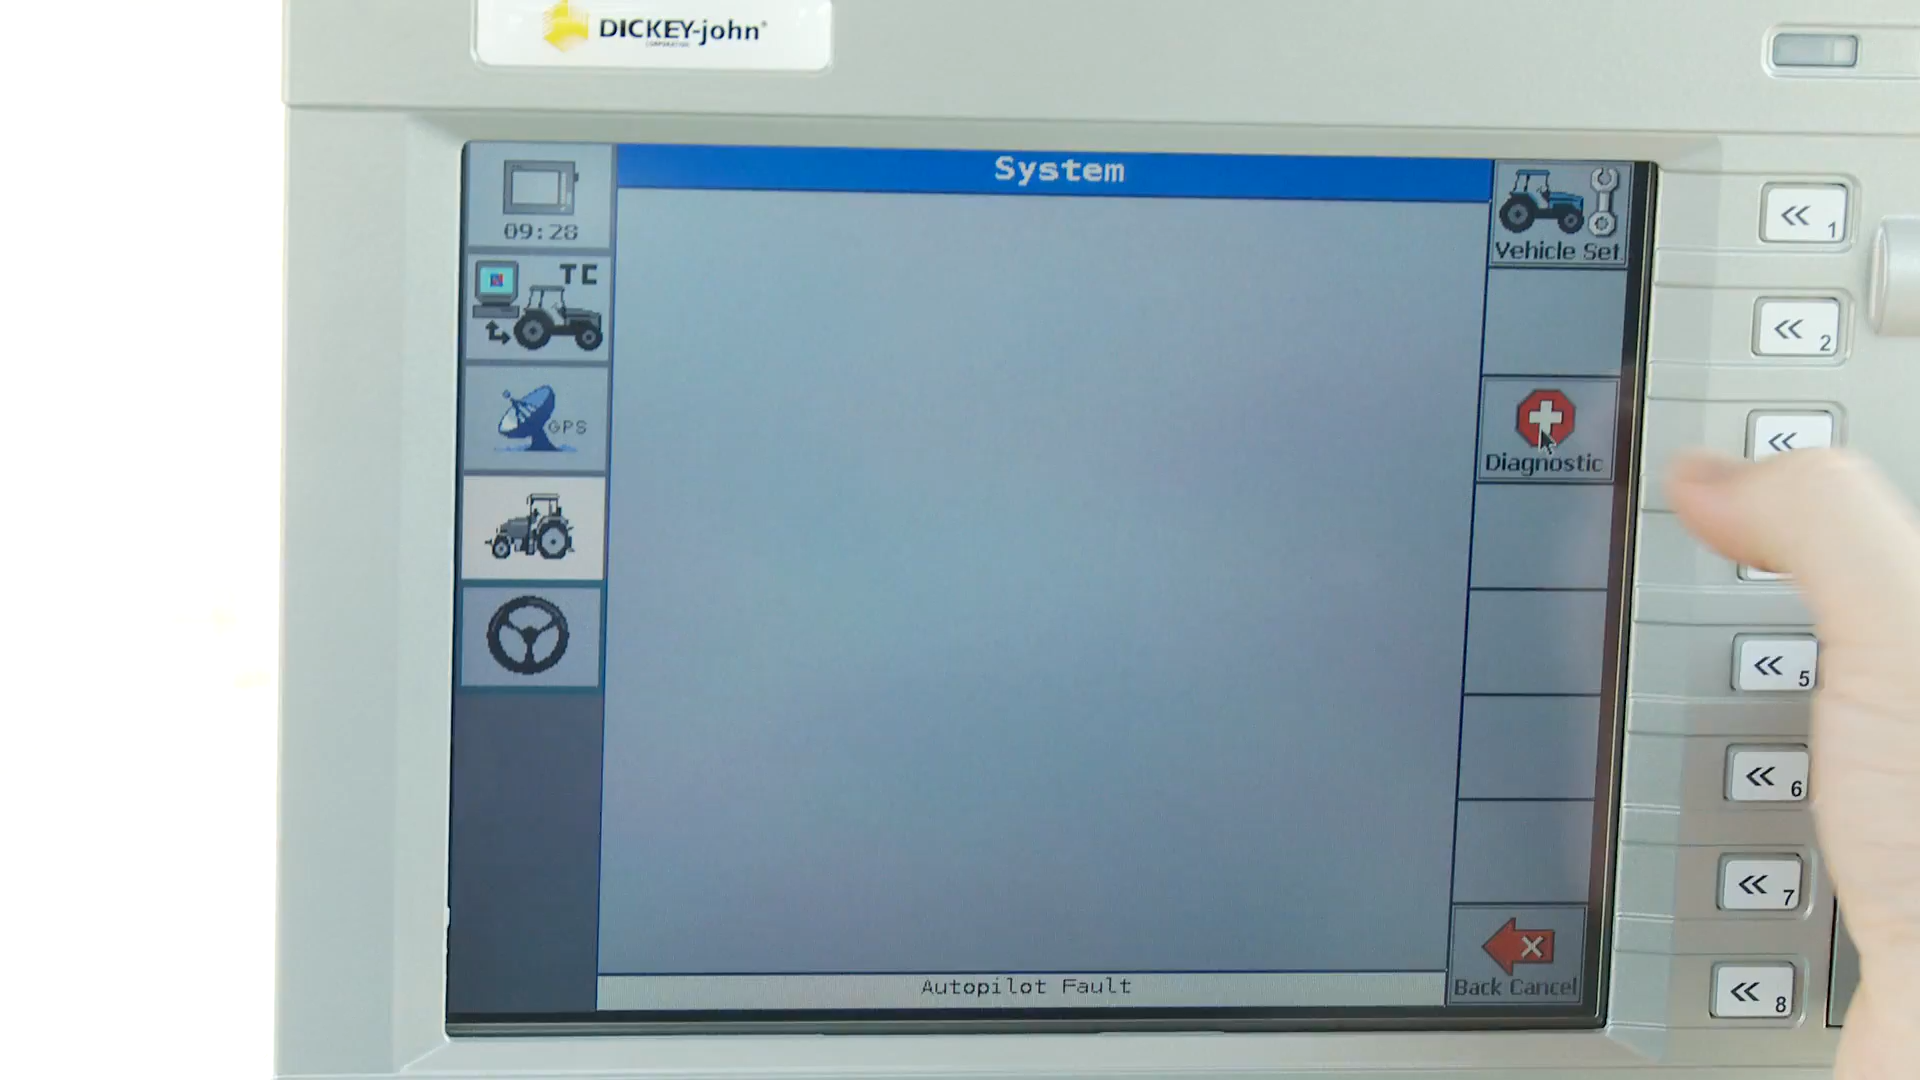 DICKEY-john®
CORPORATION
System
09:28
TC
GPS
Vehicle Set
Diagnostic
Autopilot Fault
Back Cancel
1
2
5
6
7
8